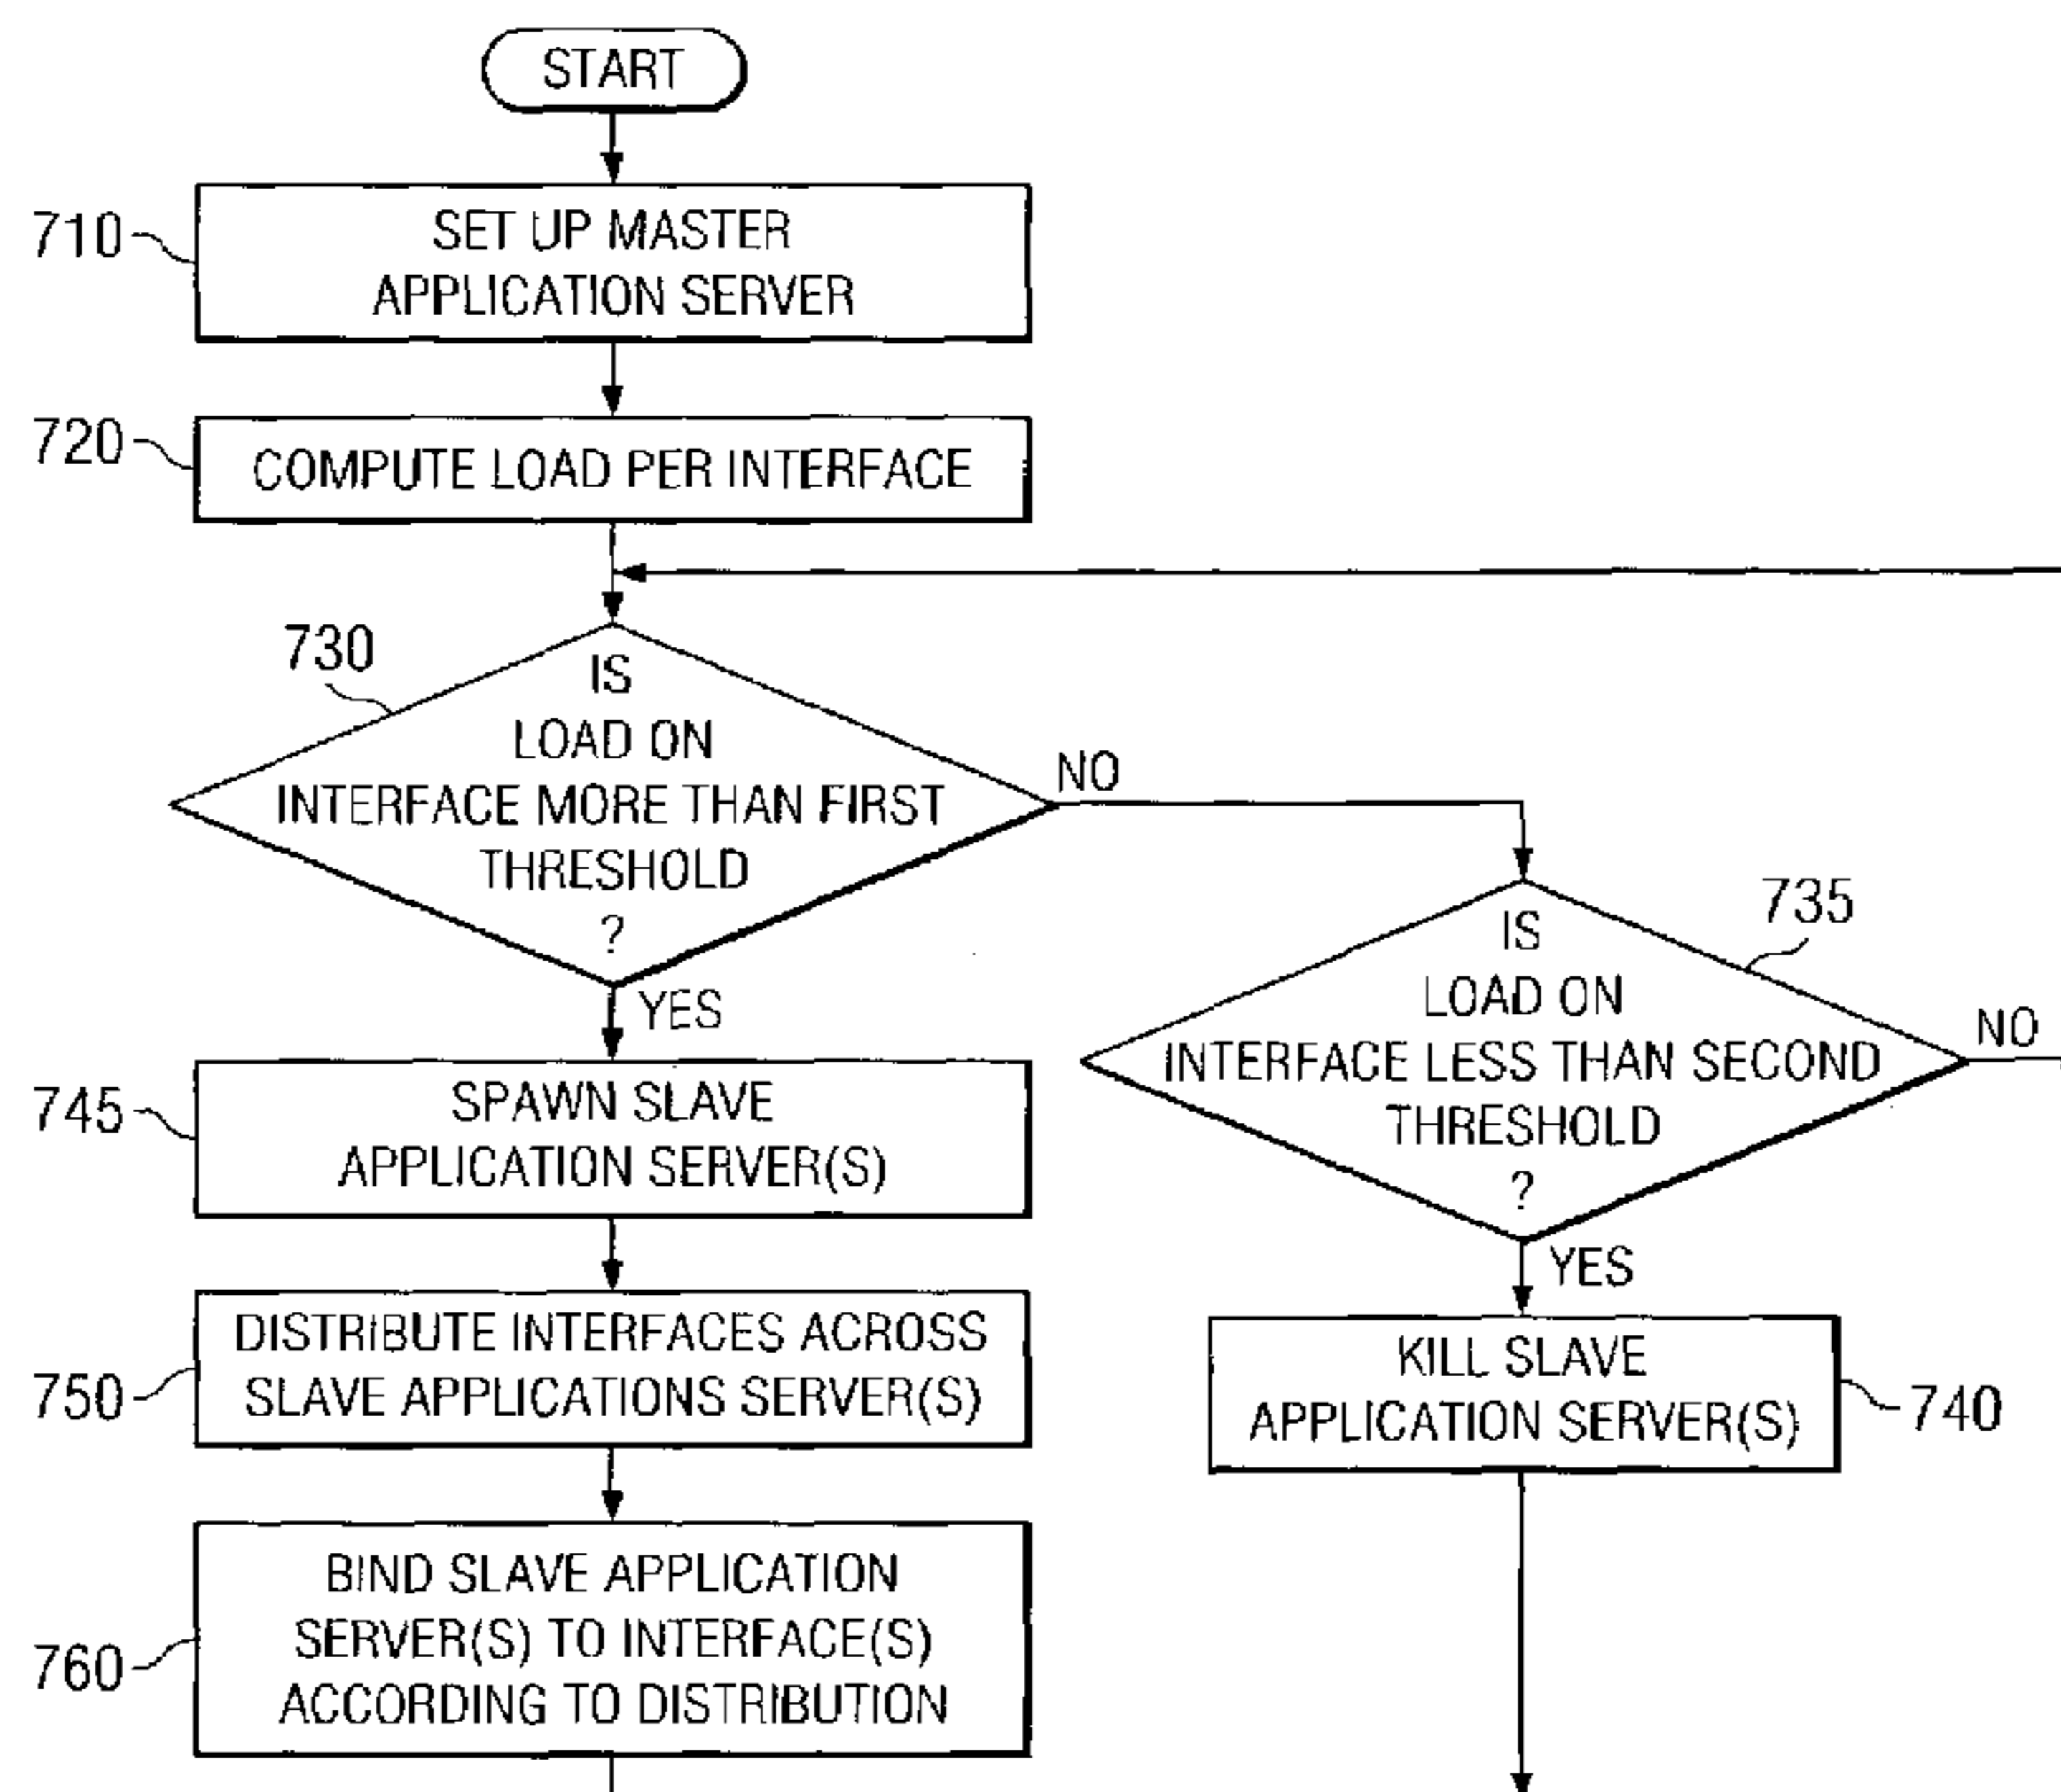 START
710
SET UP MASTER
APPLICATION SERVER
720
COMPUTE LOAD PER INTERFACE
730
IS
LOAD ON
INTERFACE MORE THAN FIRST
THRESHOLD
?
NO
YES
735
IS
LOAD ON
INTERFACE LESS THAN SECOND
THRESHOLD
?
NO
YES
745
SPAWN SLAVE
APPLICATION SERVER(S)
750
DISTRIBUTE INTERFACES ACROSS
SLAVE APPLICATIONS SERVER(S)
KILL SLAVE
APPLICATION SERVER(S)
740
760
BIND SLAVE APPLICATION
SERVER(S) TO INTERFACE(S)
ACCORDING TO DISTRIBUTION